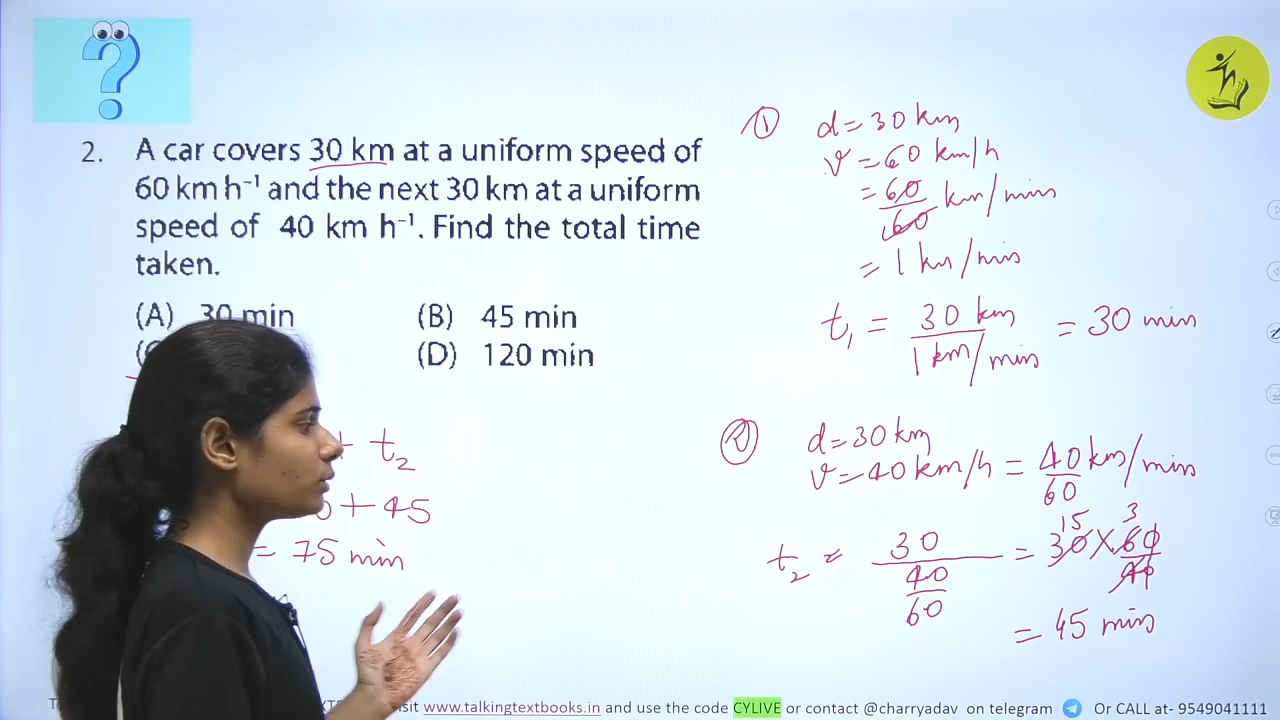 2. A car covers 30 km at a uniform speed of
60 km h⁻¹ and the next 30 km at a uniform
speed of 40 km h⁻¹. Find the total time
taken.
(A) 30 min (B) 45 min
(D) 120 min
+ t₂
+ 45
= 75 min
① d = 30 km
v = 60 km/h
= 60/60 km/min
= 1 km/min
t₁ = 30 km / 1 km/min = 30 min
② d = 30 km
v = 40 km/h = 40/60 km/min
t₂ = 30 / (40/60) = 30 × 60/40
15 3
= 45 min
visit www.talkingtextbooks.in and use the code CYLIVE or contact @charryadav on telegram Or CALL at- 9549041111